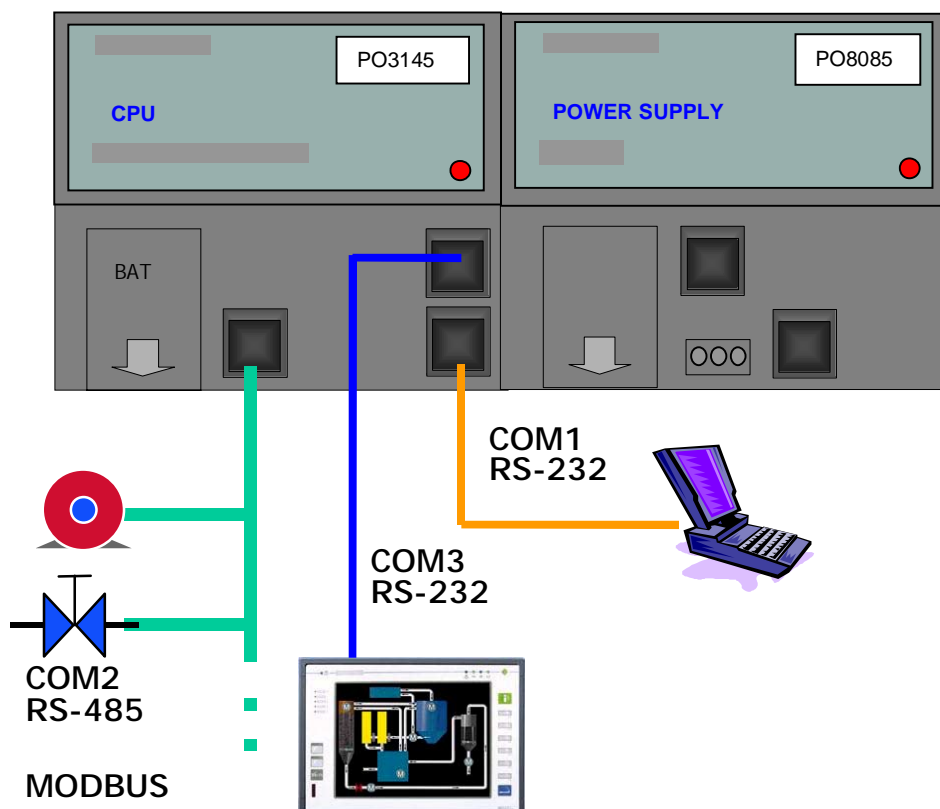 PO3145
PO8085
CPU
POWER SUPPLY
BAT
COM1
RS-232
COM3
RS-232
COM2
RS-485
MODBUS